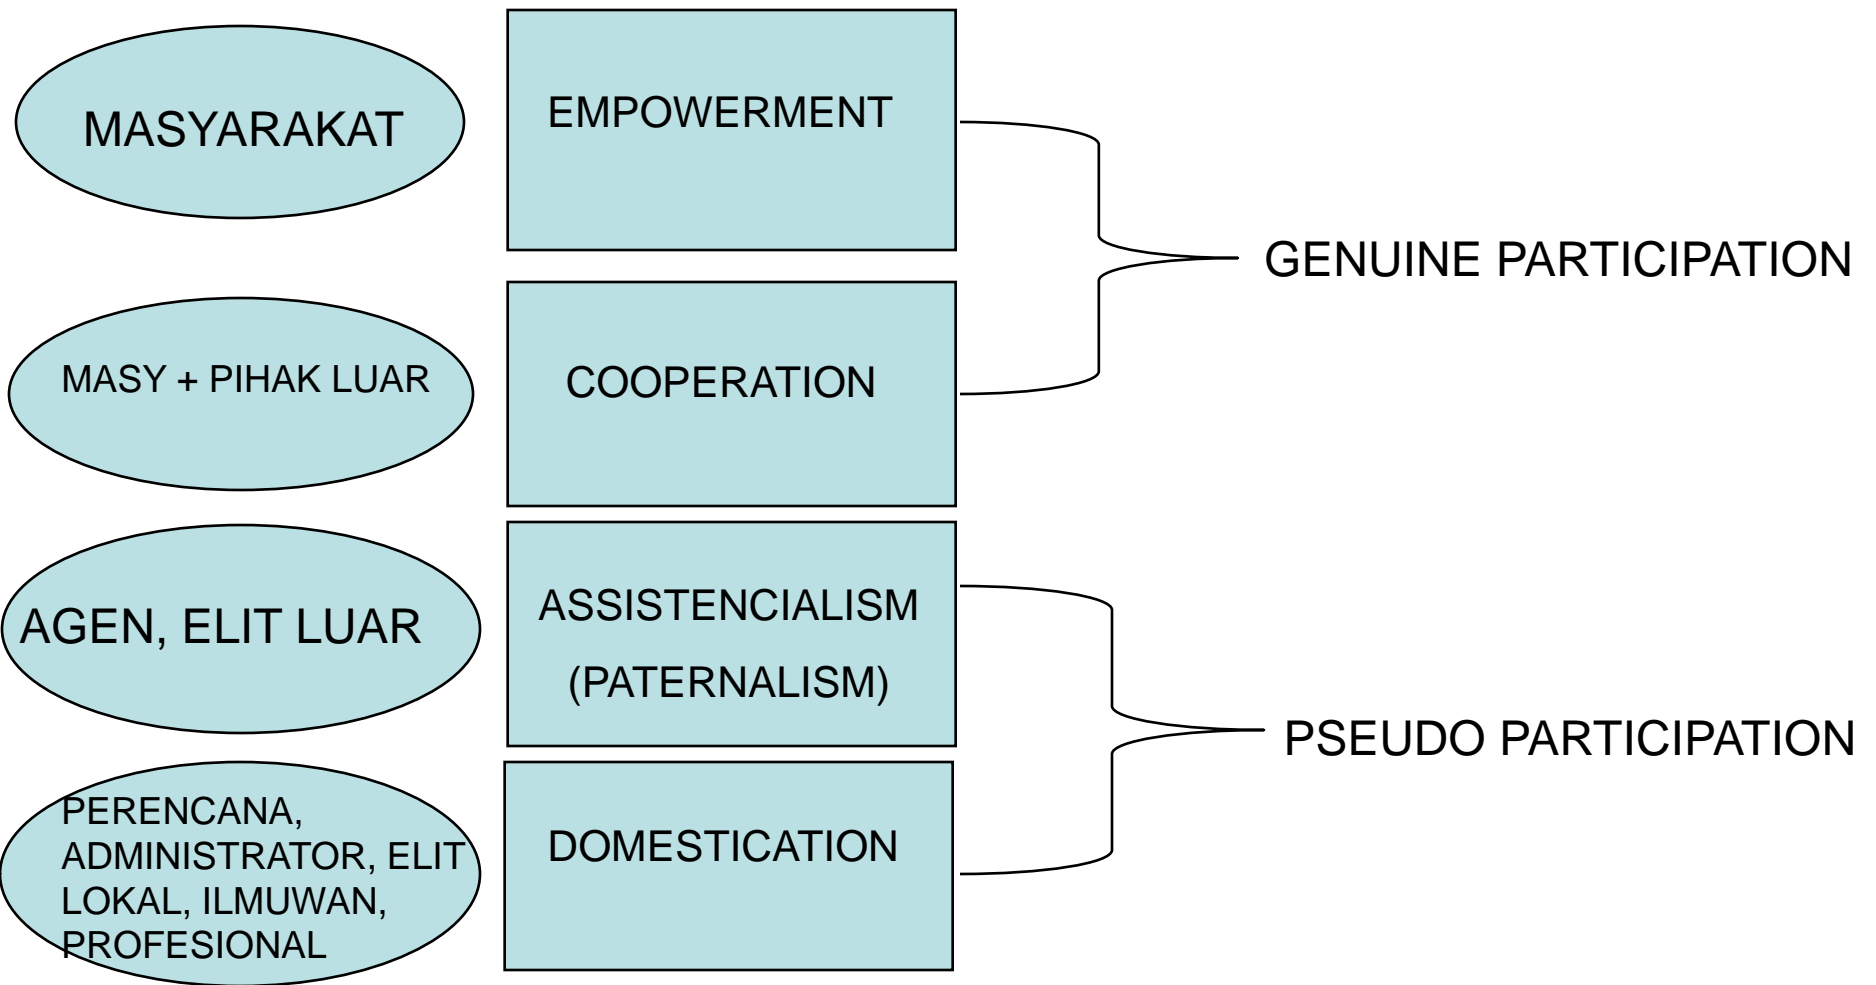 MASYARAKAT
EMPOWERMENT
GENUINE PARTICIPATION
MASY + PIHAK LUAR
COOPERATION
AGEN, ELIT LUAR
ASSISTENCIALISM
(PATERNALISM)
PSEUDO PARTICIPATION
PERENCANA,
ADMINISTRATOR, ELIT
LOKAL, ILMUWAN,
PROFESIONAL
DOMESTICATION